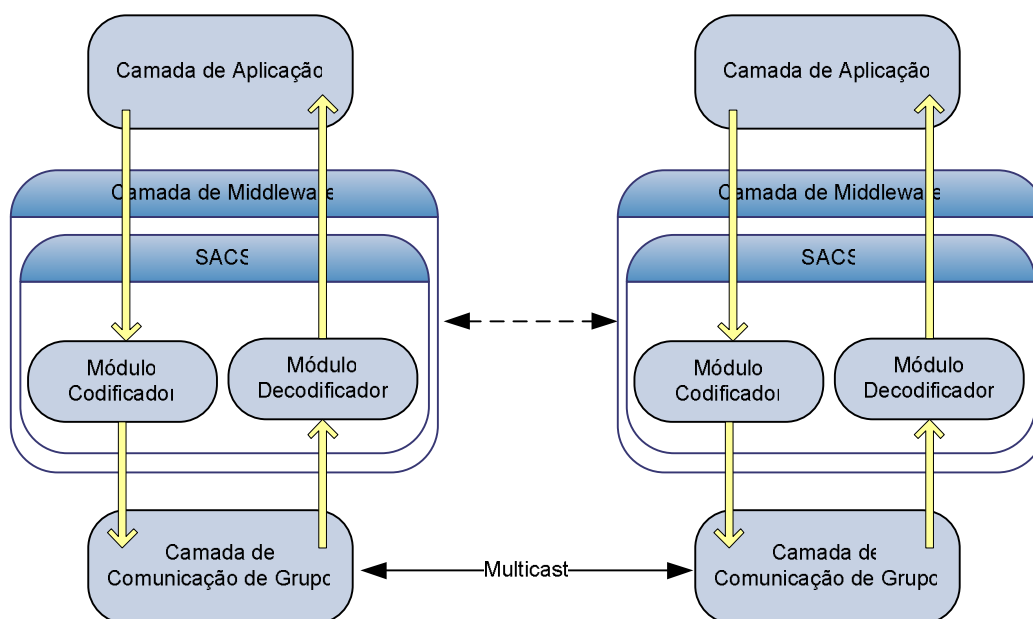 Camada de Aplicação
Camada de Aplicação
Camada de Middleware
Camada de Middleware
SACS
SACS
Módulo
Codificador
Módulo
Decodificador
Módulo
Codificador
Módulo
Decodificador
Camada de
Comunicação de Grupo
Multicast
Camada de
Comunicação de Grupo